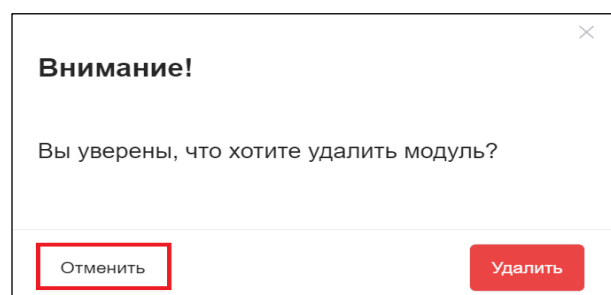 Внимание!
Вы уверены, что хотите удалить модуль?
Отменить
Удалить